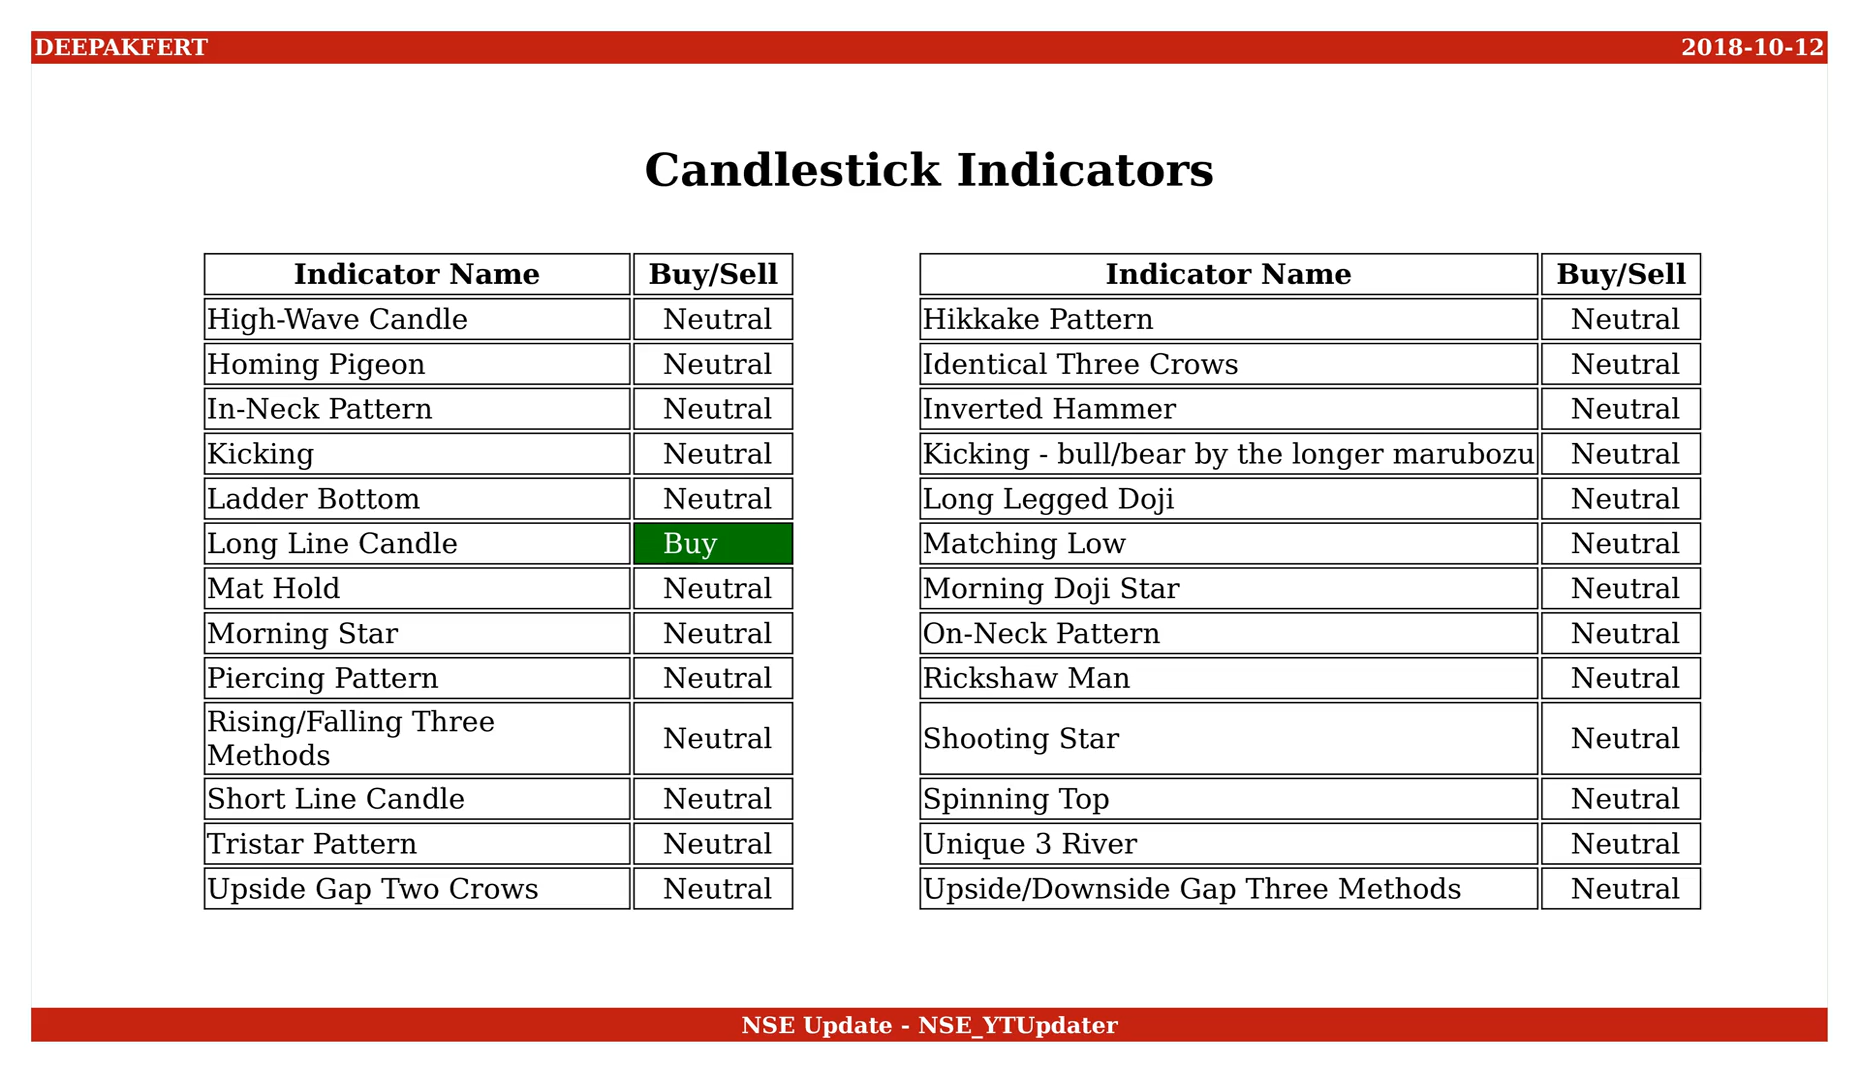 DEEPAKFERT 2018-10-12
Candlestick Indicators
Indicator Name Buy/Sell
High-Wave Candle Neutral
Homing Pigeon Neutral
In-Neck Pattern Neutral
Kicking Neutral
Ladder Bottom Neutral
Long Line Candle Buy
Mat Hold Neutral
Morning Star Neutral
Piercing Pattern Neutral
Rising/Falling Three
Methods Neutral
Short Line Candle Neutral
Tristar Pattern Neutral
Upside Gap Two Crows Neutral
Indicator Name Buy/Sell
Hikkake Pattern Neutral
Identical Three Crows Neutral
Inverted Hammer Neutral
Kicking - bull/bear by the longer marubozu Neutral
Long Legged Doji Neutral
Matching Low Neutral
Morning Doji Star Neutral
On-Neck Pattern Neutral
Rickshaw Man Neutral
Shooting Star Neutral
Spinning Top Neutral
Unique 3 River Neutral
Upside/Downside Gap Three Methods Neutral
NSE Update - NSE_YTUpdater